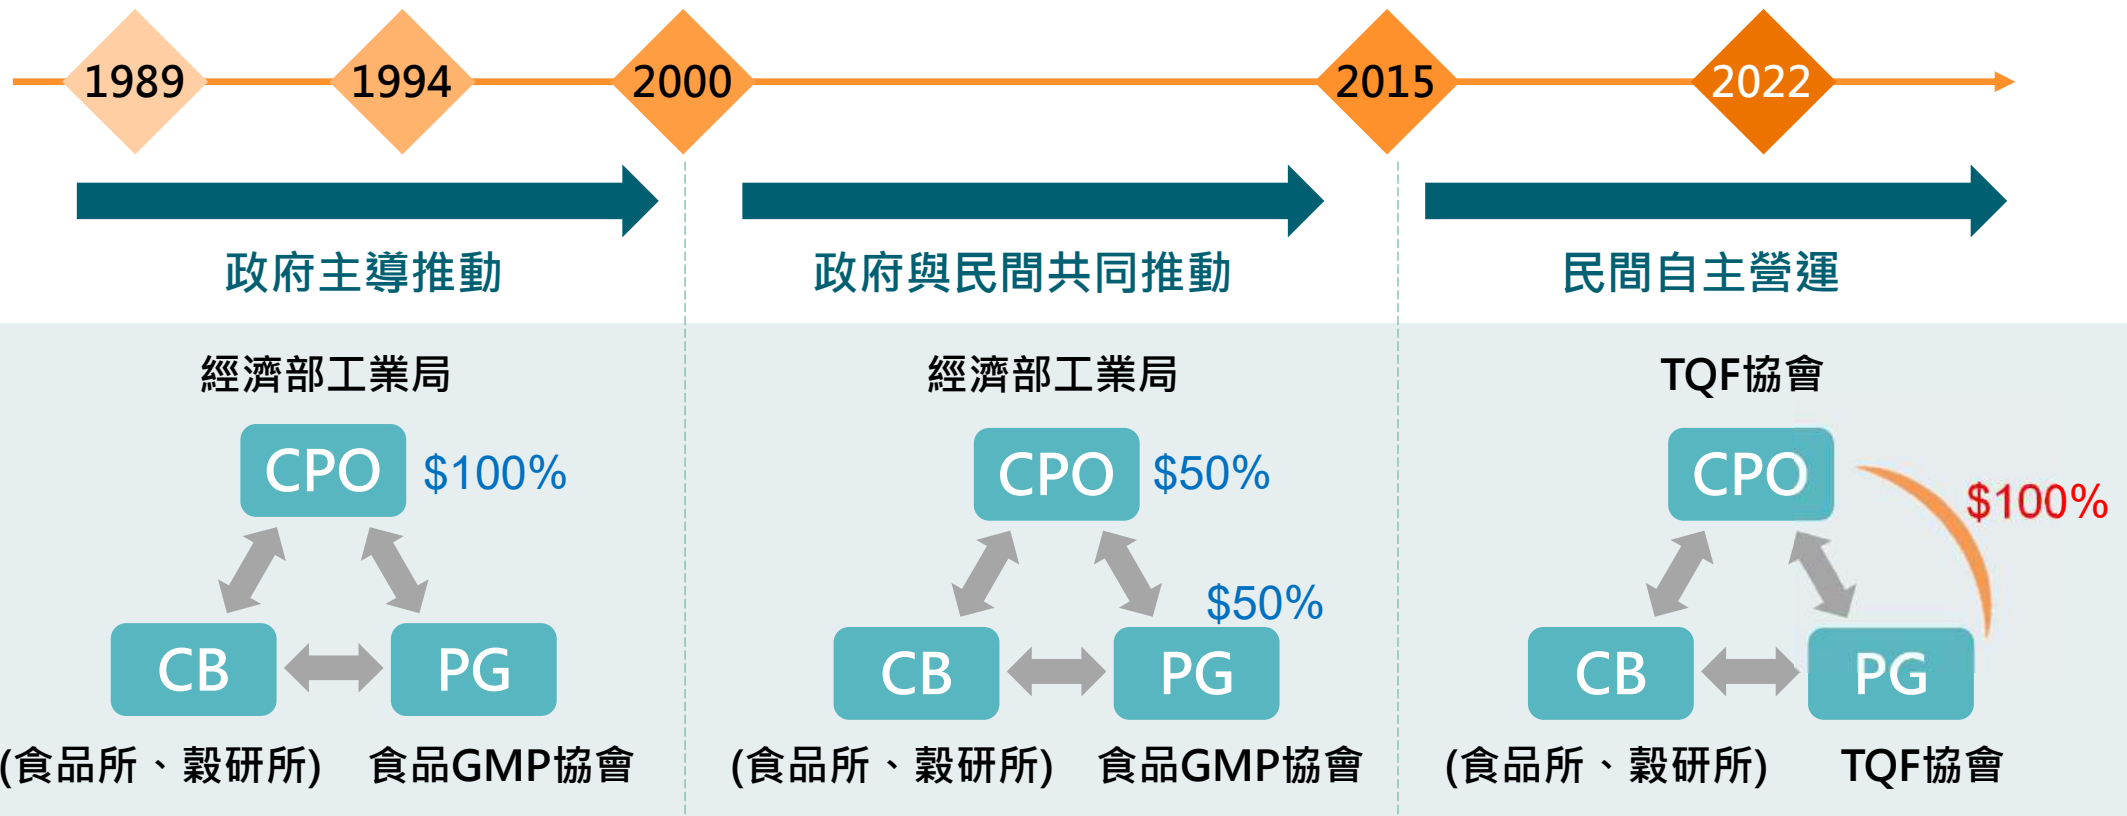 1989 1994 2000 2015 2022
政府主導推動 政府與民間共同推動 民間自主營運
經濟部工業局 經濟部工業局 TQF協會
CPO $100% CPO $50% CPO $100%
$50%
CB PG CB PG CB PG
(食品所、穀研所) 食品GMP協會 (食品所、穀研所) 食品GMP協會 (食品所、穀研所) TQF協會